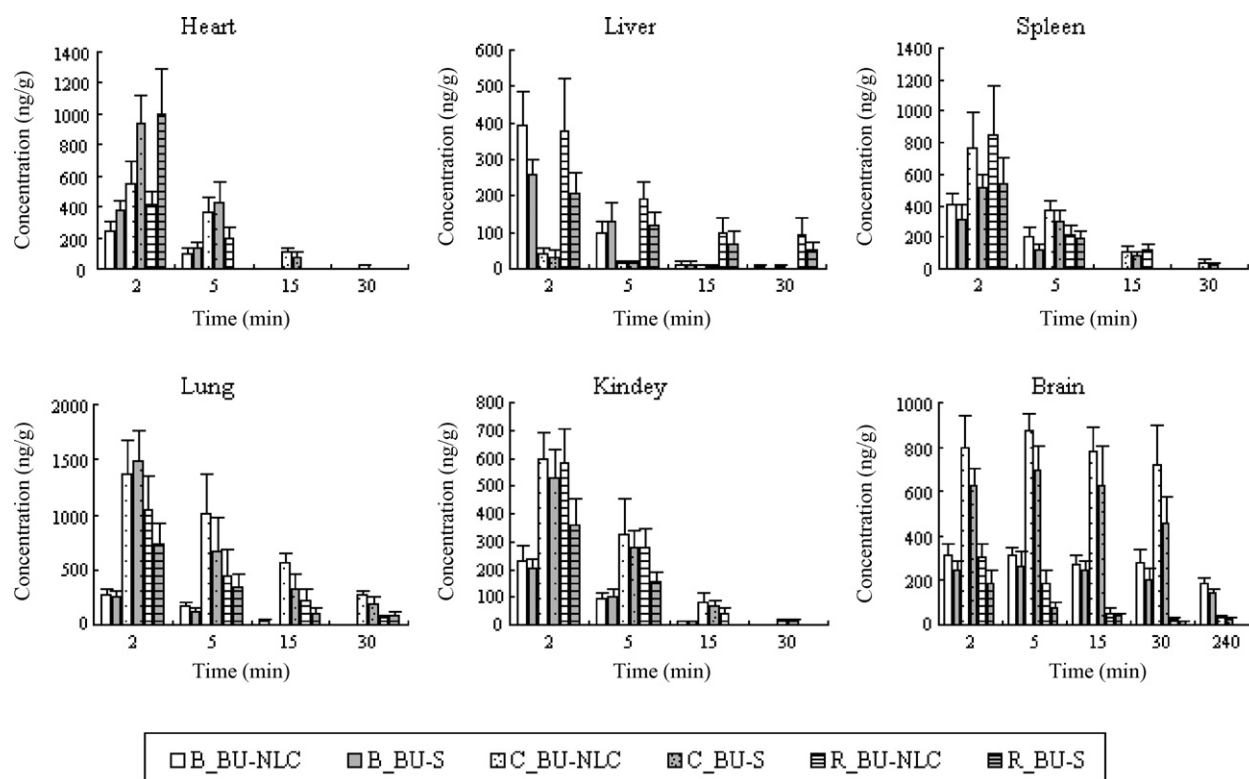 Heart
Concentration (ng/g)
1400
1200
1000
800
600
400
200
0
2 5 15 30
Time (min)
Liver
Concentration (ng/g)
600
500
400
300
200
100
0
2 5 15 30
Time (min)
Spleen
Concentration (ng/g)
1400
1200
1000
800
600
400
200
0
2 5 15 30
Time (min)
Lung
Concentration (ng/g)
2000
1500
1000
500
0
2 5 15 30
Time (min)
Kindey
Concentration (ng/g)
800
700
600
500
400
300
200
100
0
2 5 15 30
Time (min)
Brain
Concentration (ng/g)
1000
800
600
400
200
0
2 5 15 30 240
Time (min)
B_BU-NLC B_BU-S C_BU-NLC C_BU-S R_BU-NLC R_BU-S